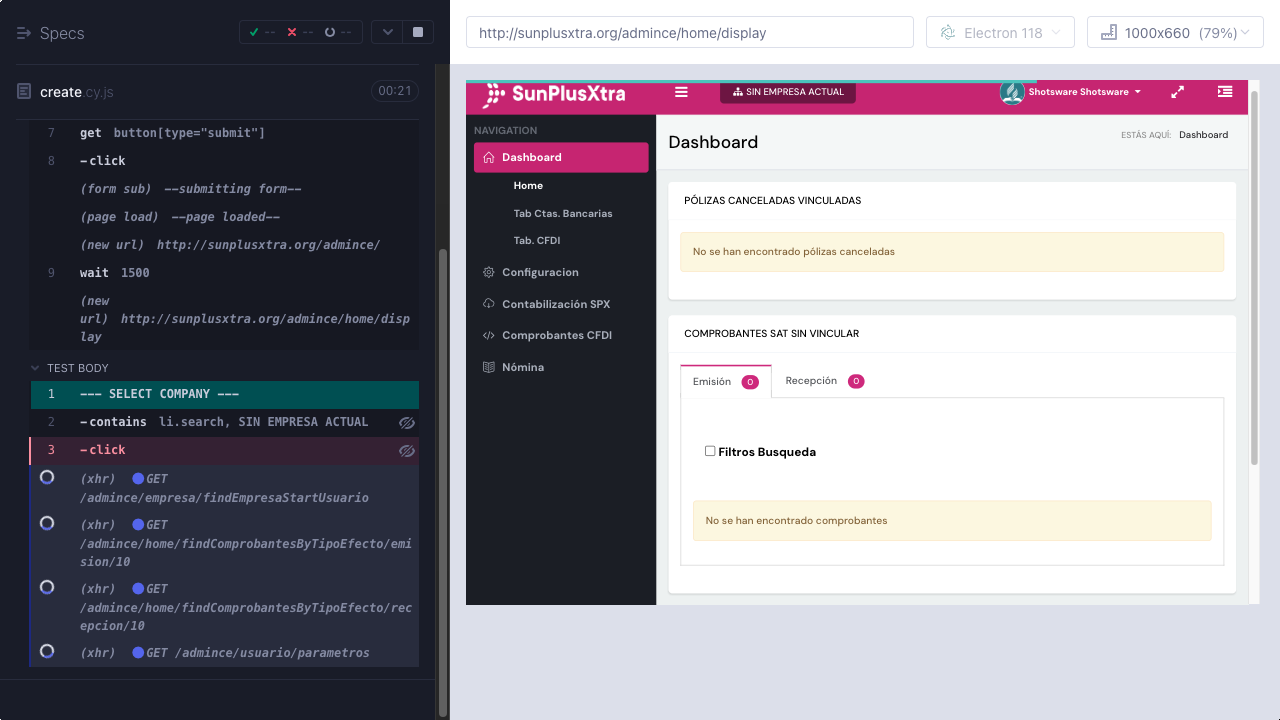 Specs
-- -- --
create.cy.js
00:21
7 get button[type="submit"]
8 -click
(form sub) --submitting form--
(page load) --page loaded--
(new url) http://sunplusxtra.org/admince/
9 wait 1500
(new
url) http://sunplusxtra.org/admince/home/disp
lay
TEST BODY
1 --- SELECT COMPANY ---
2 -contains li.search, SIN EMPRESA ACTUAL
3 -click
(xhr) GET
/admince/empresa/findEmpresaStartUsuario
(xhr) GET
/admince/home/findComprobantesByTipoEfecto/emi
sion/10
(xhr) GET
/admince/home/findComprobantesByTipoEfecto/rec
epcion/10
(xhr) GET /admince/usuario/parametros
http://sunplusxtra.org/admince/home/display
Electron 118
1000x660 (79%)
SunPlusXtra
SIN EMPRESA ACTUAL
Shotsware Shotsware
NAVIGATION
Dashboard
Home
Tab Ctas. Bancarias
Tab. CFDI
Configuracion
Contabilización SPX
Comprobantes CFDI
Nómina
Dashboard
ESTÁS AQUÍ: Dashboard
PÓLIZAS CANCELADAS VINCULADAS
No se han encontrado pólizas canceladas
COMPROBANTES SAT SIN VINCULAR
Emisión 0 Recepción 0
Filtros Busqueda
No se han encontrado comprobantes